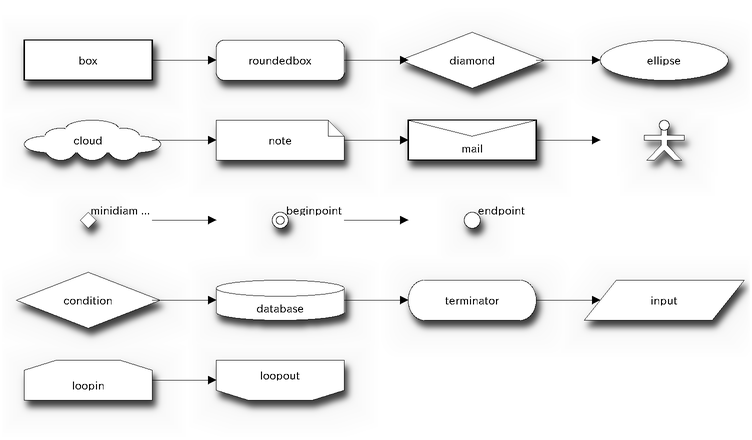 box
roundedbox
diamond
ellipse
cloud
note
mail
minidiam ...
beginpoint
endpoint
condition
database
terminator
input
loopin
loopout